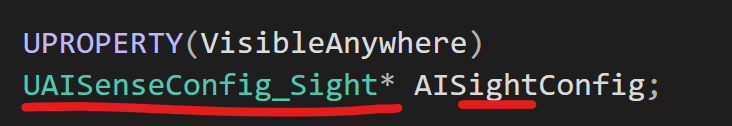 UPROPERTY(VisibleAnywhere)
UAISenseConfig_Sight* AISightConfig;